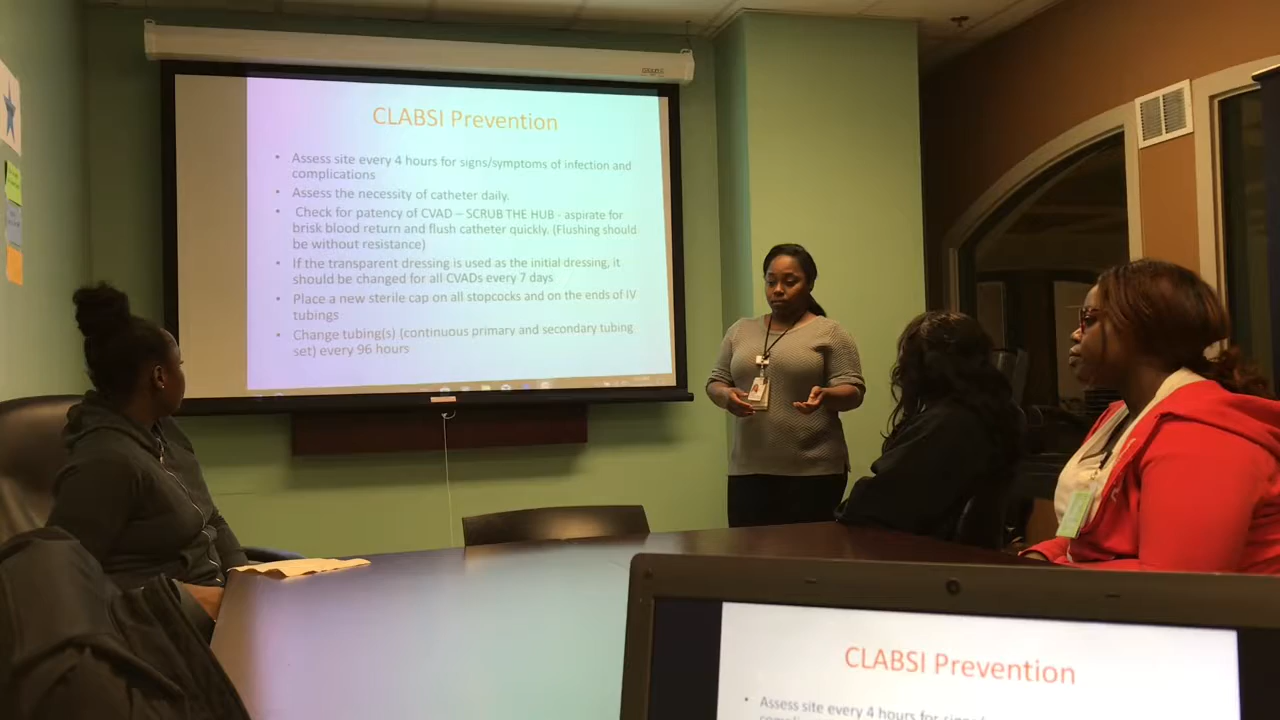 CLABSI Prevention
• Assess site every 4 hours for signs/symptoms of infection and
complications
• Assess the necessity of catheter daily.
• Check for patency of CVAD – SCRUB THE HUB - aspirate for
brisk blood return and flush catheter quickly. (Flushing should
be without resistance)
• If the transparent dressing is used as the initial dressing, it
should be changed for all CVADs every 7 days
• Place a new sterile cap on all stopcocks and on the ends of IV
tubings
• Change tubing(s) (continuous primary and secondary tubing
set) every 96 hours
CLABSI Prevention
• Assess site every 4 hours for